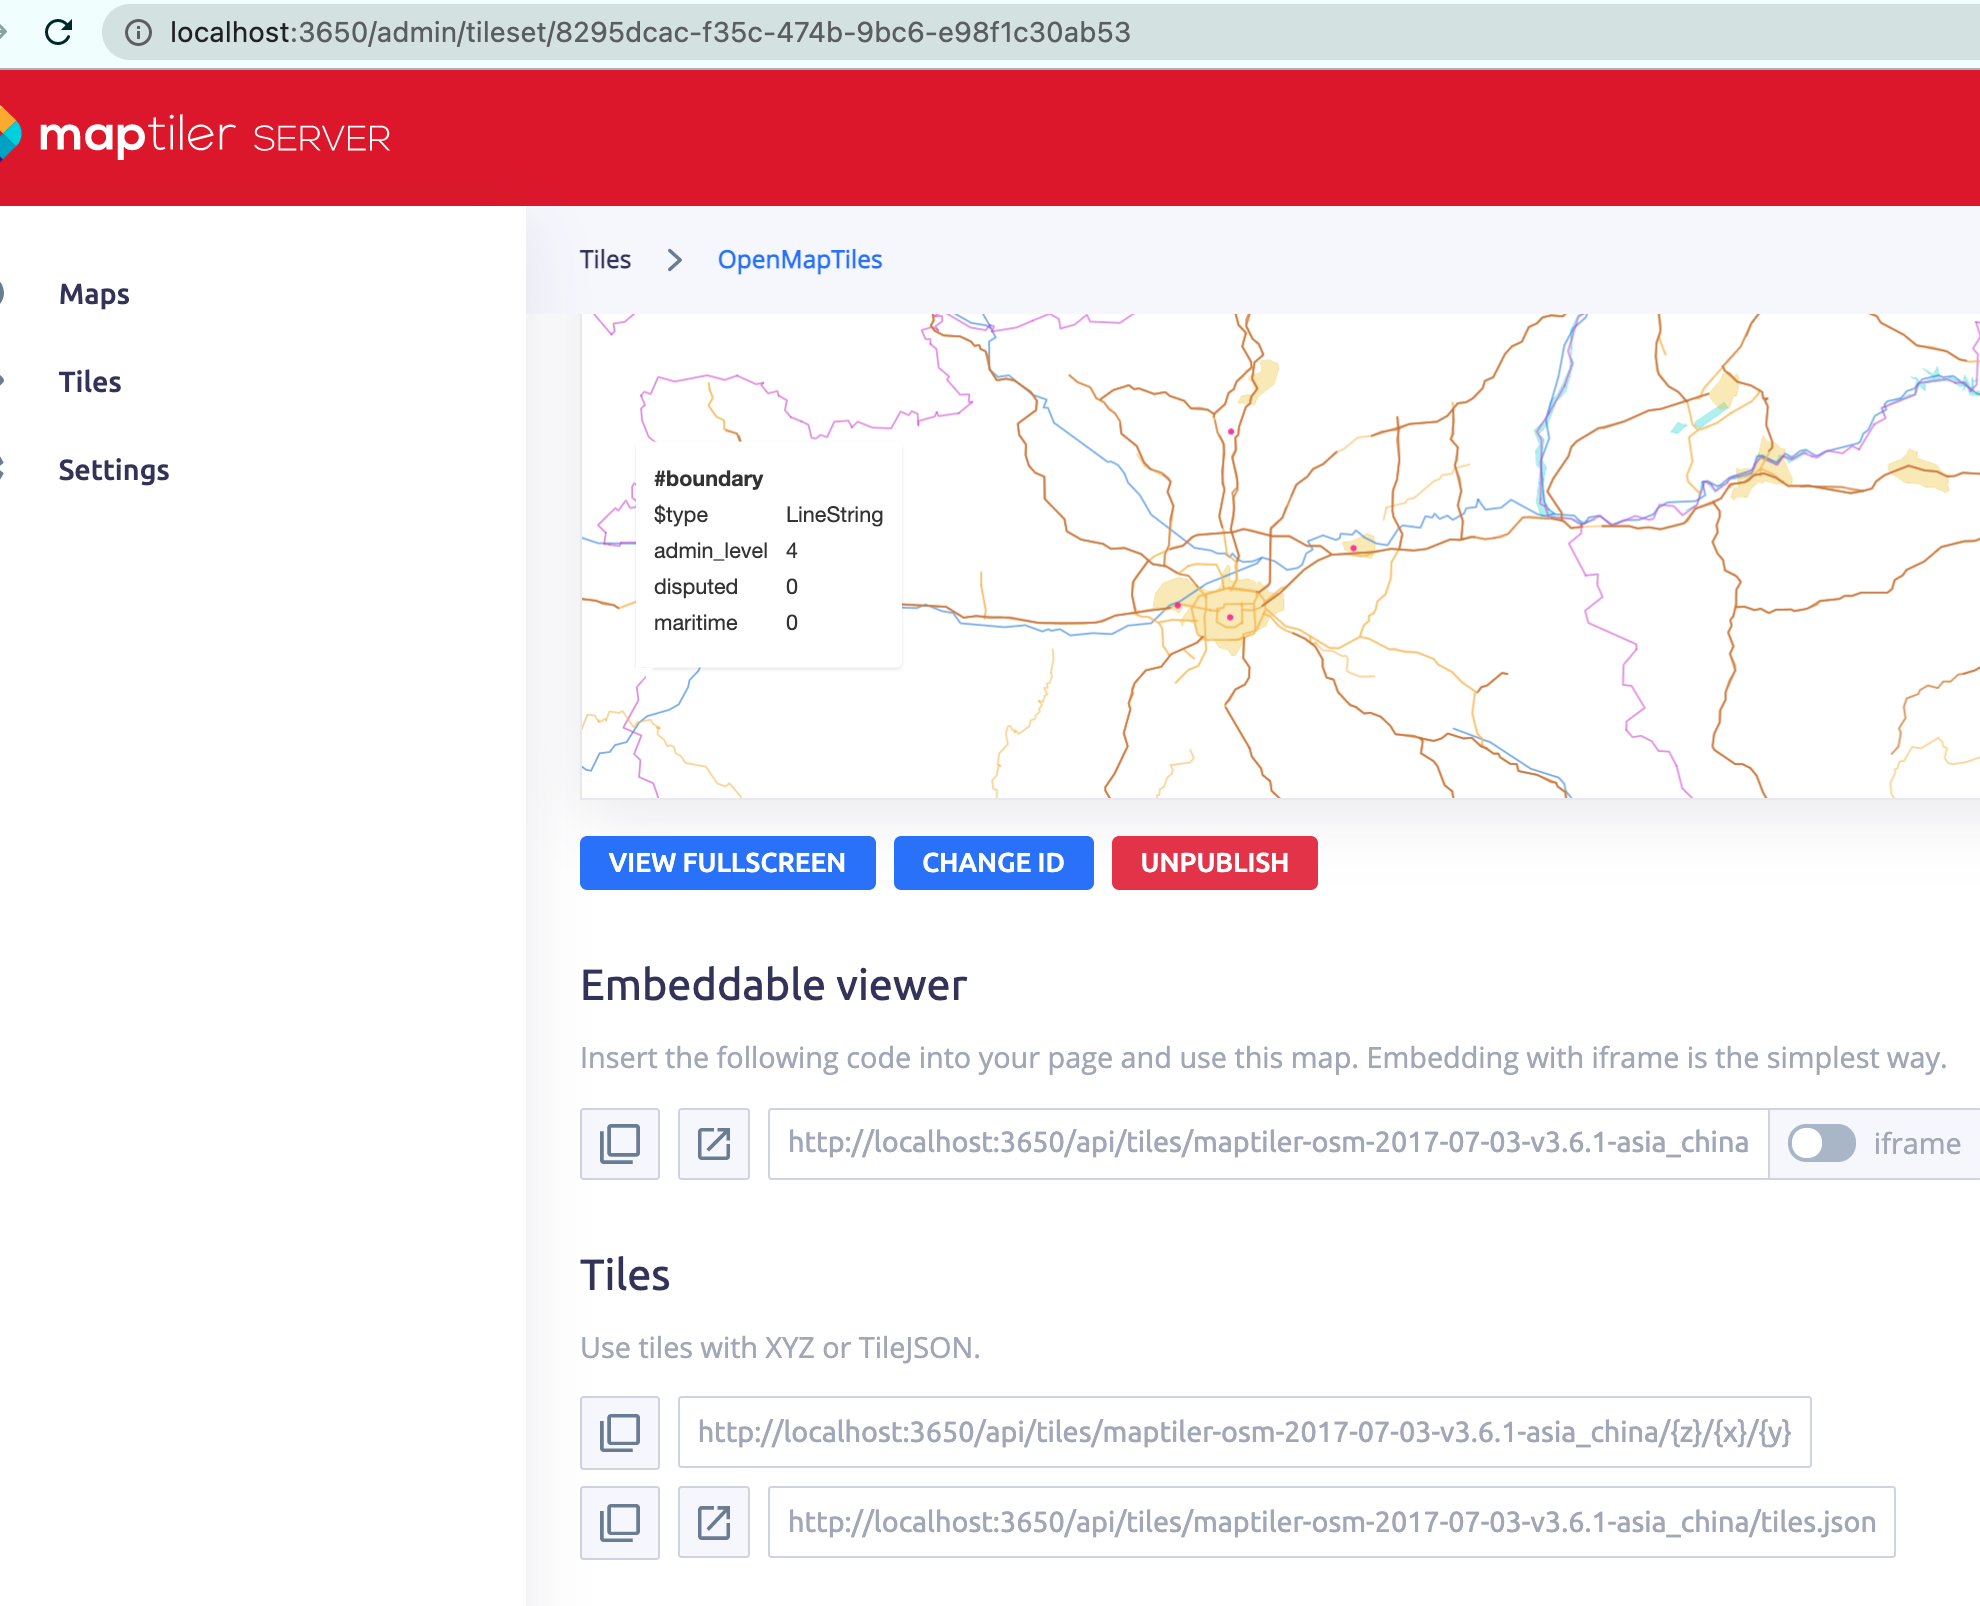 localhost:3650/admin/tileset/8295dcac-f35c-474b-9bc6-e98f1c30ab53
maptiler SERVER
Maps
Tiles
Settings
Tiles > OpenMapTiles
#boundary
$type LineString
admin_level 4
disputed 0
maritime 0
VIEW FULLSCREEN CHANGE ID UNPUBLISH
Embeddable viewer
Insert the following code into your page and use this map. Embedding with iframe is the simplest way.
http://localhost:3650/api/tiles/maptiler-osm-2017-07-03-v3.6.1-asia_china iframe
Tiles
Use tiles with XYZ or TileJSON.
http://localhost:3650/api/tiles/maptiler-osm-2017-07-03-v3.6.1-asia_china/{z}/{x}/{y}
http://localhost:3650/api/tiles/maptiler-osm-2017-07-03-v3.6.1-asia_china/tiles.json